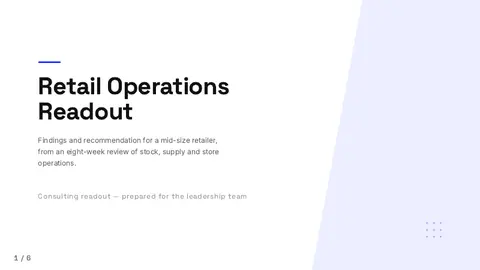 Retail Operations
Readout
Findings and recommendation for a mid-size retailer,
from an eight-week review of stock, supply and store
operations.
Consulting readout — prepared for the leadership team
1 / 6